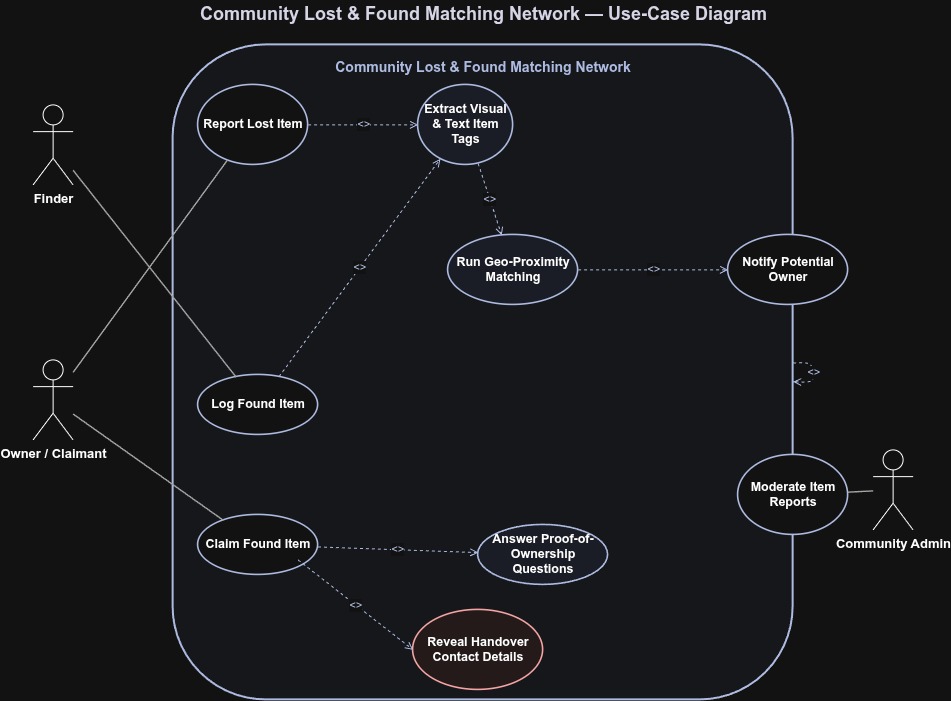 Community Lost & Found Matching Network — Use-Case Diagram
Community Lost & Found Matching Network
Report Lost Item
<>
Extract Visual
& Text Item
Tags
Finder
<>
Run Geo-Proximity
Matching
<>
Notify Potential
Owner
<>
<>
Log Found Item
Owner / Claimant
Moderate Item
Reports
Community Admin
Claim Found Item
<>
Answer Proof-of-
Ownership
Questions
<>
Reveal Handover
Contact Details